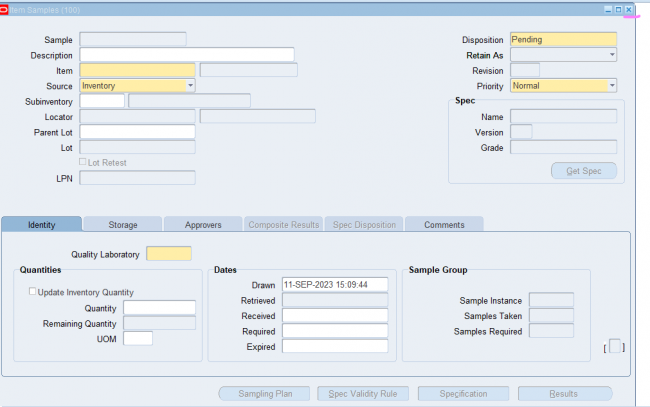 Item Samples (160)
Sample
Description
Item
Source Inventory
Subinventory
Locator
Parent Lot
Lot
Lot Retest
LPN
Disposition Pending
Retain As
Revision
Priority Normal
Spec
Name
Version
Grade
Get Spec
Identity Storage Approvers Composite Results Spec Disposition Comments
Quality Laboratory
Quantities
Update Inventory Quantity
Quantity
Remaining Quantity
UOM
Dates
Drawn 11-SEP-2023 15:09:44
Retrieved
Received
Required
Expired
Sample Group
Sample Instance
Samples Taken
Samples Required
[ ]
Sampling Plan Spec Validity Rule Specification Results